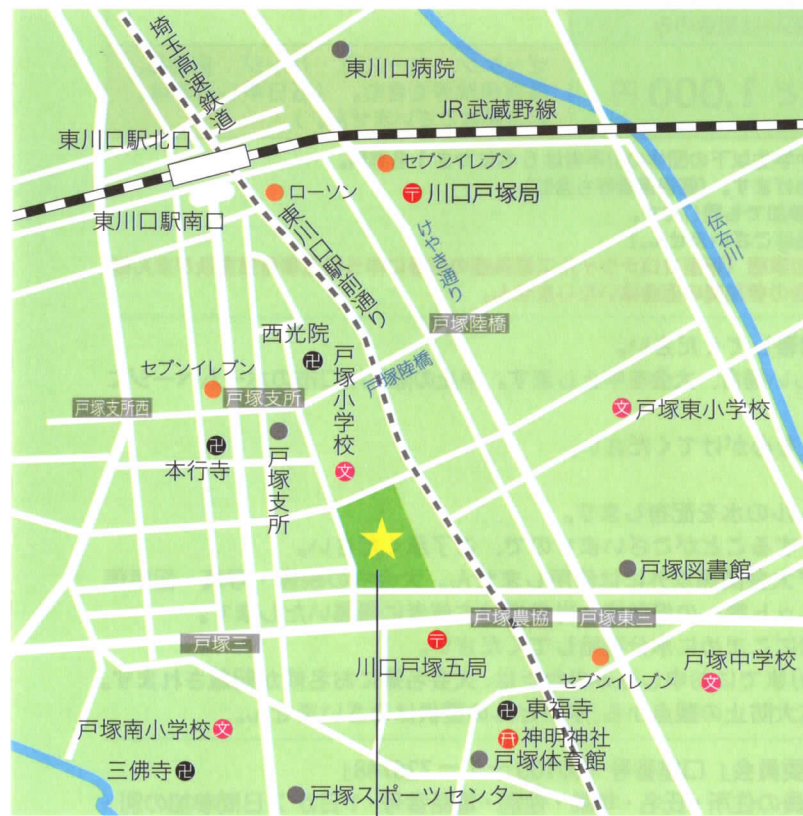 埼玉高速鉄道
東川口病院
JR武蔵野線
東川口駅北口
セブンイレブン
ローソン
〒川口戸塚局
東川口駅南口
東川口駅前通り
けやき通り
伝右川
戸塚陸橋
西光院
戸塚小学校
文
戸塚陸橋
セブンイレブン
戸塚支所
戸塚支所西
文戸塚東小学校
本行寺
戸塚支所
戸塚図書館
戸塚農協
戸塚東三
戸塚三
〒
川口戸塚五局
セブンイレブン
戸塚中学校
文
東福寺
神明神社
戸塚体育館
戸塚南小学校文
三佛寺
戸塚スポーツセンター